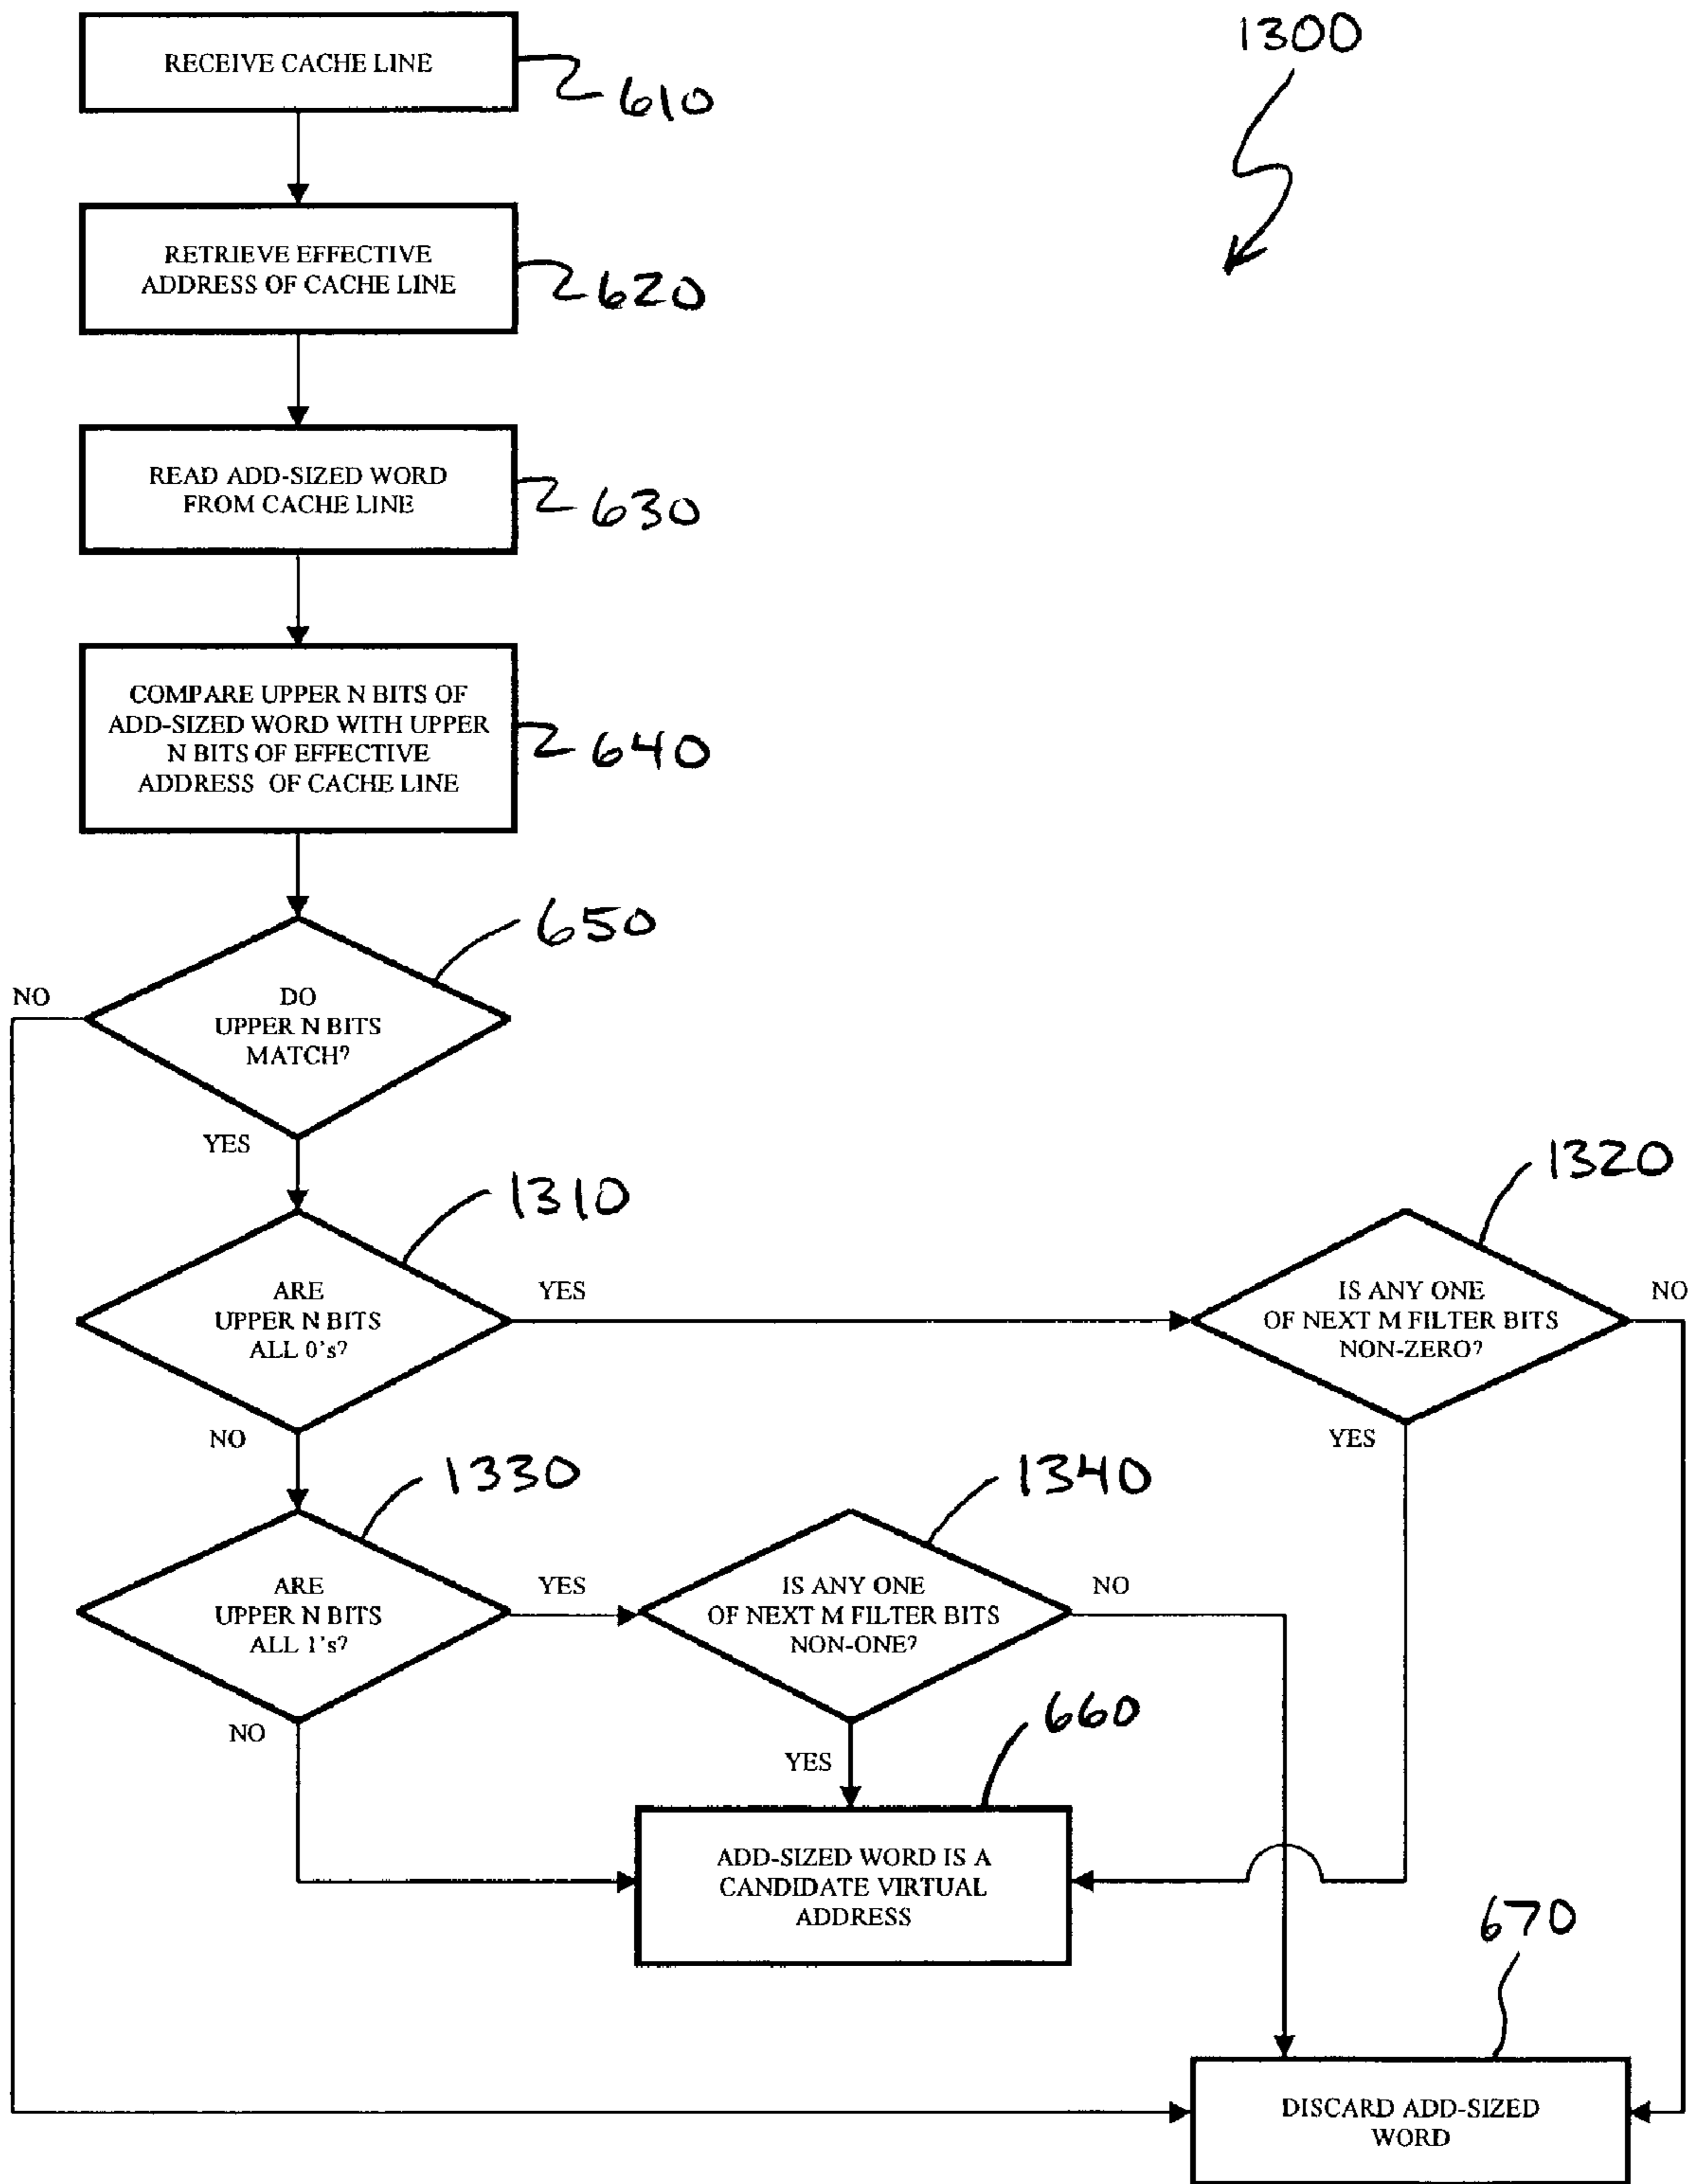 1300
RECEIVE CACHE LINE
610
RETRIEVE EFFECTIVE
ADDRESS OF CACHE LINE
620
READ ADD-SIZED WORD
FROM CACHE LINE
630
COMPARE UPPER N BITS OF
ADD-SIZED WORD WITH UPPER
N BITS OF EFFECTIVE
ADDRESS OF CACHE LINE
640
650
NO
DO
UPPER N BITS
MATCH?
YES
1310
1320
ARE
UPPER N BITS
ALL 0's?
YES
IS ANY ONE
OF NEXT M FILTER BITS
NON-ZERO?
NO
NO
YES
1330
1340
ARE
UPPER N BITS
ALL 1's?
YES
IS ANY ONE
OF NEXT M FILTER BITS
NON-ONE?
NO
NO
YES
660
ADD-SIZED WORD IS A
CANDIDATE VIRTUAL
ADDRESS
670
DISCARD ADD-SIZED
WORD